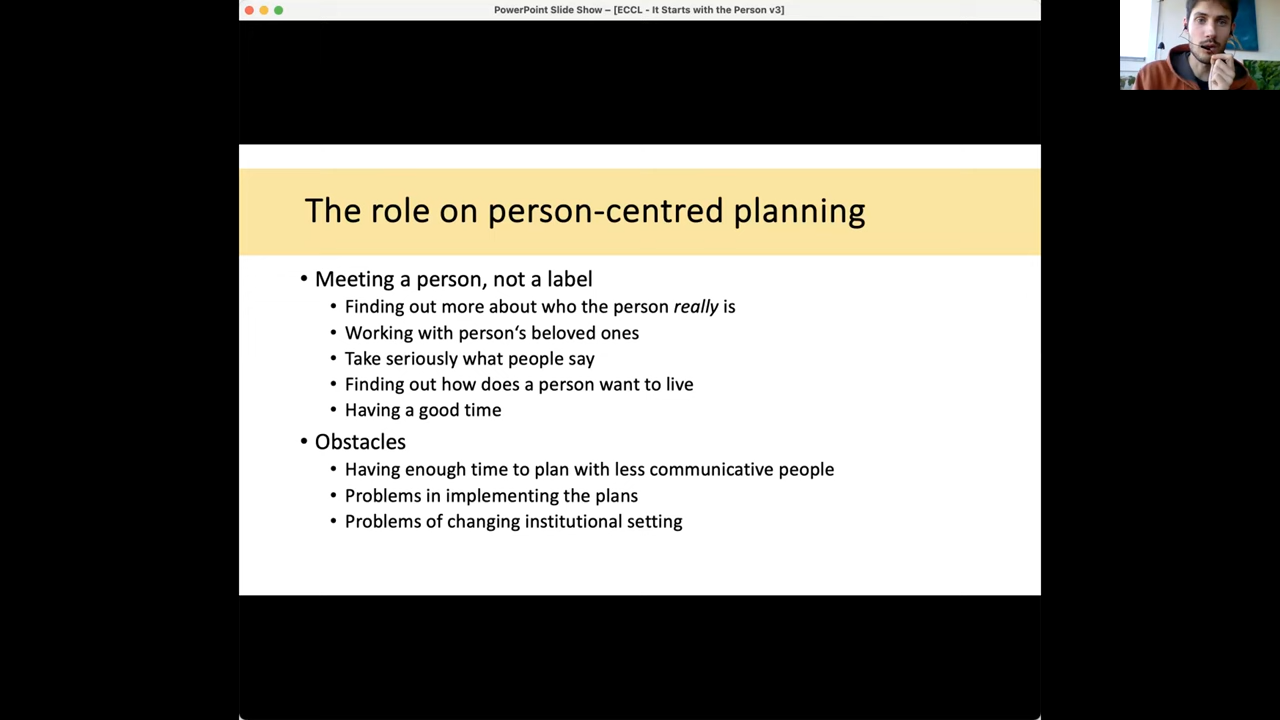 PowerPoint Slide Show – [ECCL - It Starts with the Person v3]
The role on person-centred planning
• Meeting a person, not a label
• Finding out more about who the person really is
• Working with person‘s beloved ones
• Take seriously what people say
• Finding out how does a person want to live
• Having a good time
• Obstacles
• Having enough time to plan with less communicative people
• Problems in implementing the plans
• Problems of changing institutional setting